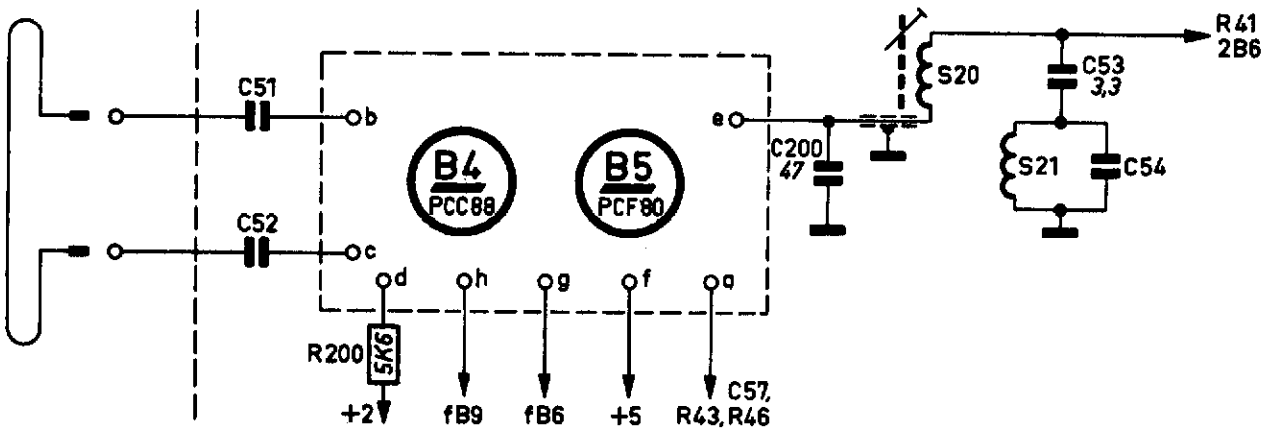 C51
b
C52
c
B4
PCC88
B5
PCF80
e
d
h
g
f
a
R200
5K6
+2
fB9
fB6
+5
C57,
R43, R46
C200
47
S20
R41
2B6
C53
3,3
S21
C54